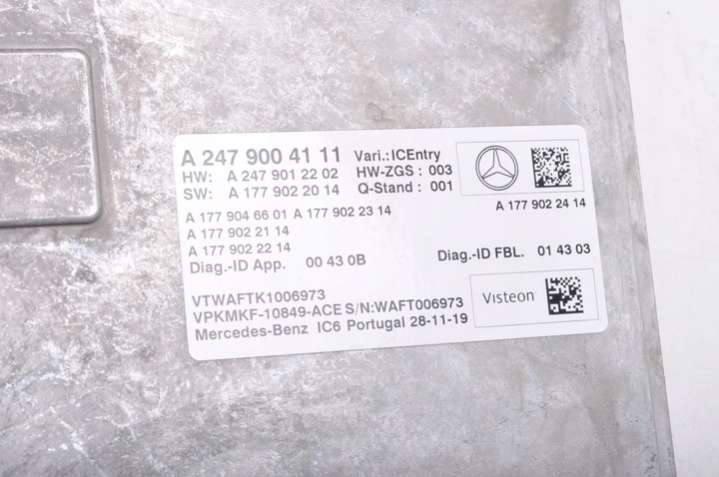 A 247 900 41 11 Vari.:ICEntry
HW: A 247 901 22 02 HW-ZGS : 003
SW: A 177 902 20 14 Q-Stand : 001
A 177 904 66 01 A 177 902 23 14 A 177 902 24 14
A 177 902 21 14
A 177 902 22 14
Diag.-ID App. 00 43 0B Diag.-ID FBL. 01 43 03
VTWAFTK1006973
VPKMKF-10849-ACE S/N:WAFT006973 Visteon
Mercedes-Benz IC6 Portugal 28-11-19